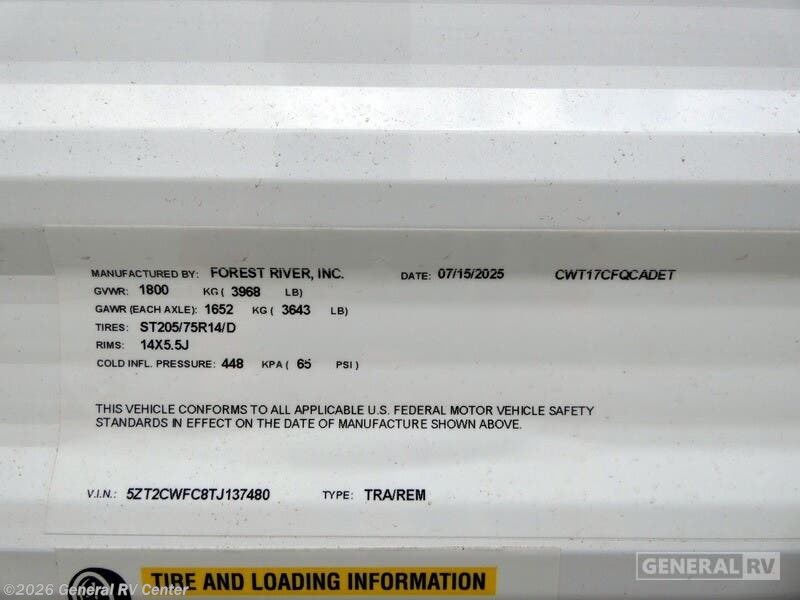 MANUFACTURED BY: FOREST RIVER, INC. DATE: 07/15/2025 CWT17CFQCADET
GVWR: 1800 KG ( 3968 LB)
GAWR (EACH AXLE): 1652 KG ( 3643 LB)
TIRES: ST205/75R14/D
RIMS: 14X5.5J
COLD INFL. PRESSURE: 448 KPA ( 65 PSI )
THIS VEHICLE CONFORMS TO ALL APPLICABLE U.S. FEDERAL MOTOR VEHICLE SAFETY
STANDARDS IN EFFECT ON THE DATE OF MANUFACTURE SHOWN ABOVE.
V.I.N.: 5ZT2CWFC8TJ137480 TYPE: TRA/REM
GENERAL RV
TIRE AND LOADING INFORMATION
©2026 General RV Center